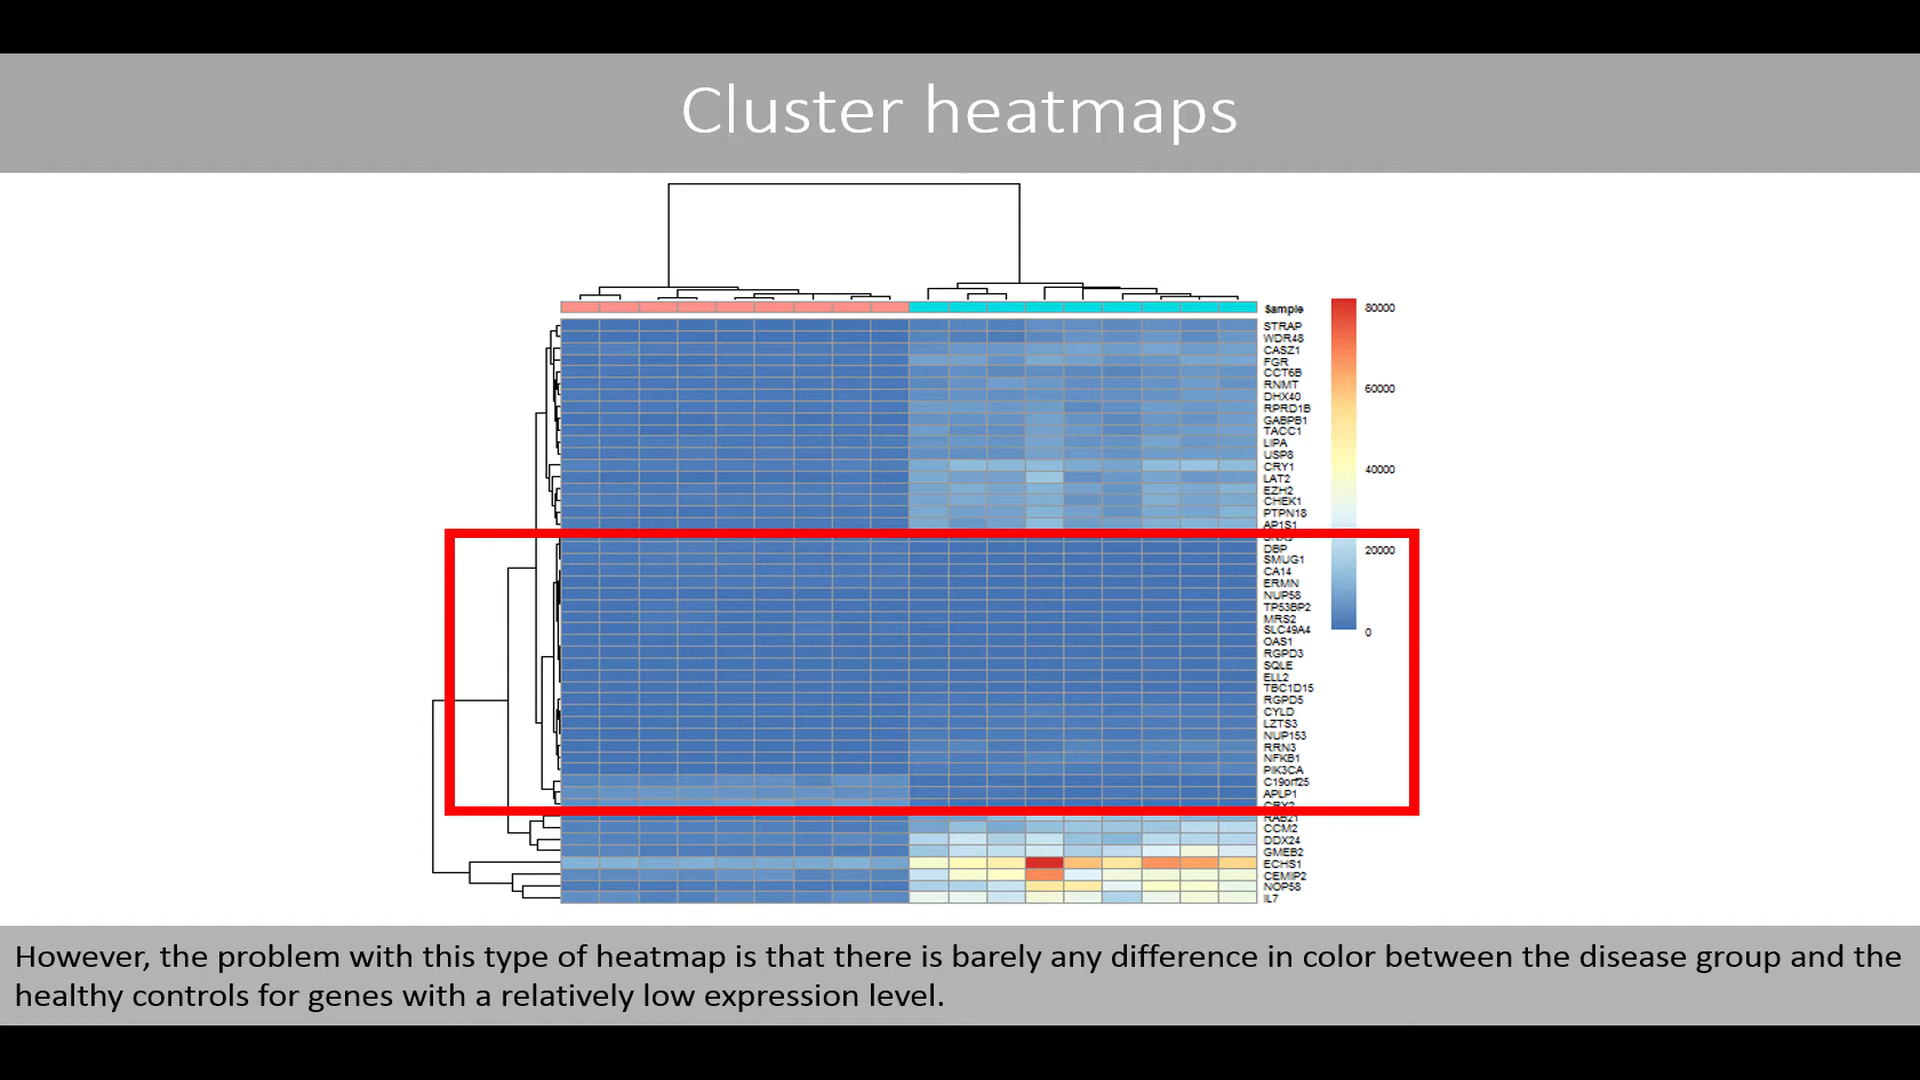 Cluster heatmaps
Sample
80000
STRAP
WDR48
CASZ1
FGR
CCT6B
RNMT
60000
DHX40
RPRD1B
GABPB1
TACC1
LIPA
USP8
CRY1
40000
LAT2
EZH2
CHEK1
PTPN18
AP1S1
DBP
20000
SMUG1
CA14
ERMN
NUP58
TP53BP2
MRS2
SLC49A4
0
OAS1
RGPD3
SQLE
ELL2
TBC1D15
RGPD5
CYLD
LZTS3
NUP153
RRN3
NFKB1
PIK3CA
C19orf25
APLP1
CRY2
RAB21
CCM2
DDX24
GMEB2
ECHS1
CEMIP2
NOP58
IL7
However, the problem with this type of heatmap is that there is barely any difference in color between the disease group and the
healthy controls for genes with a relatively low expression level.